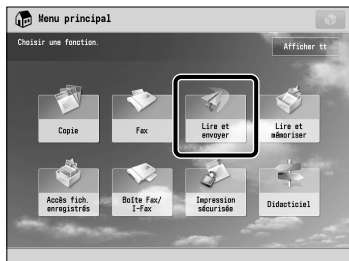 Menu principal
Choisir une fonction.
Afficher tt
Copie
Fax
Lire et
envoyer
Lire et
mémoriser
Accès fich.
enregistrés
Boîte Fax/
I-Fax
Impression
sécurisée
Didacticiel